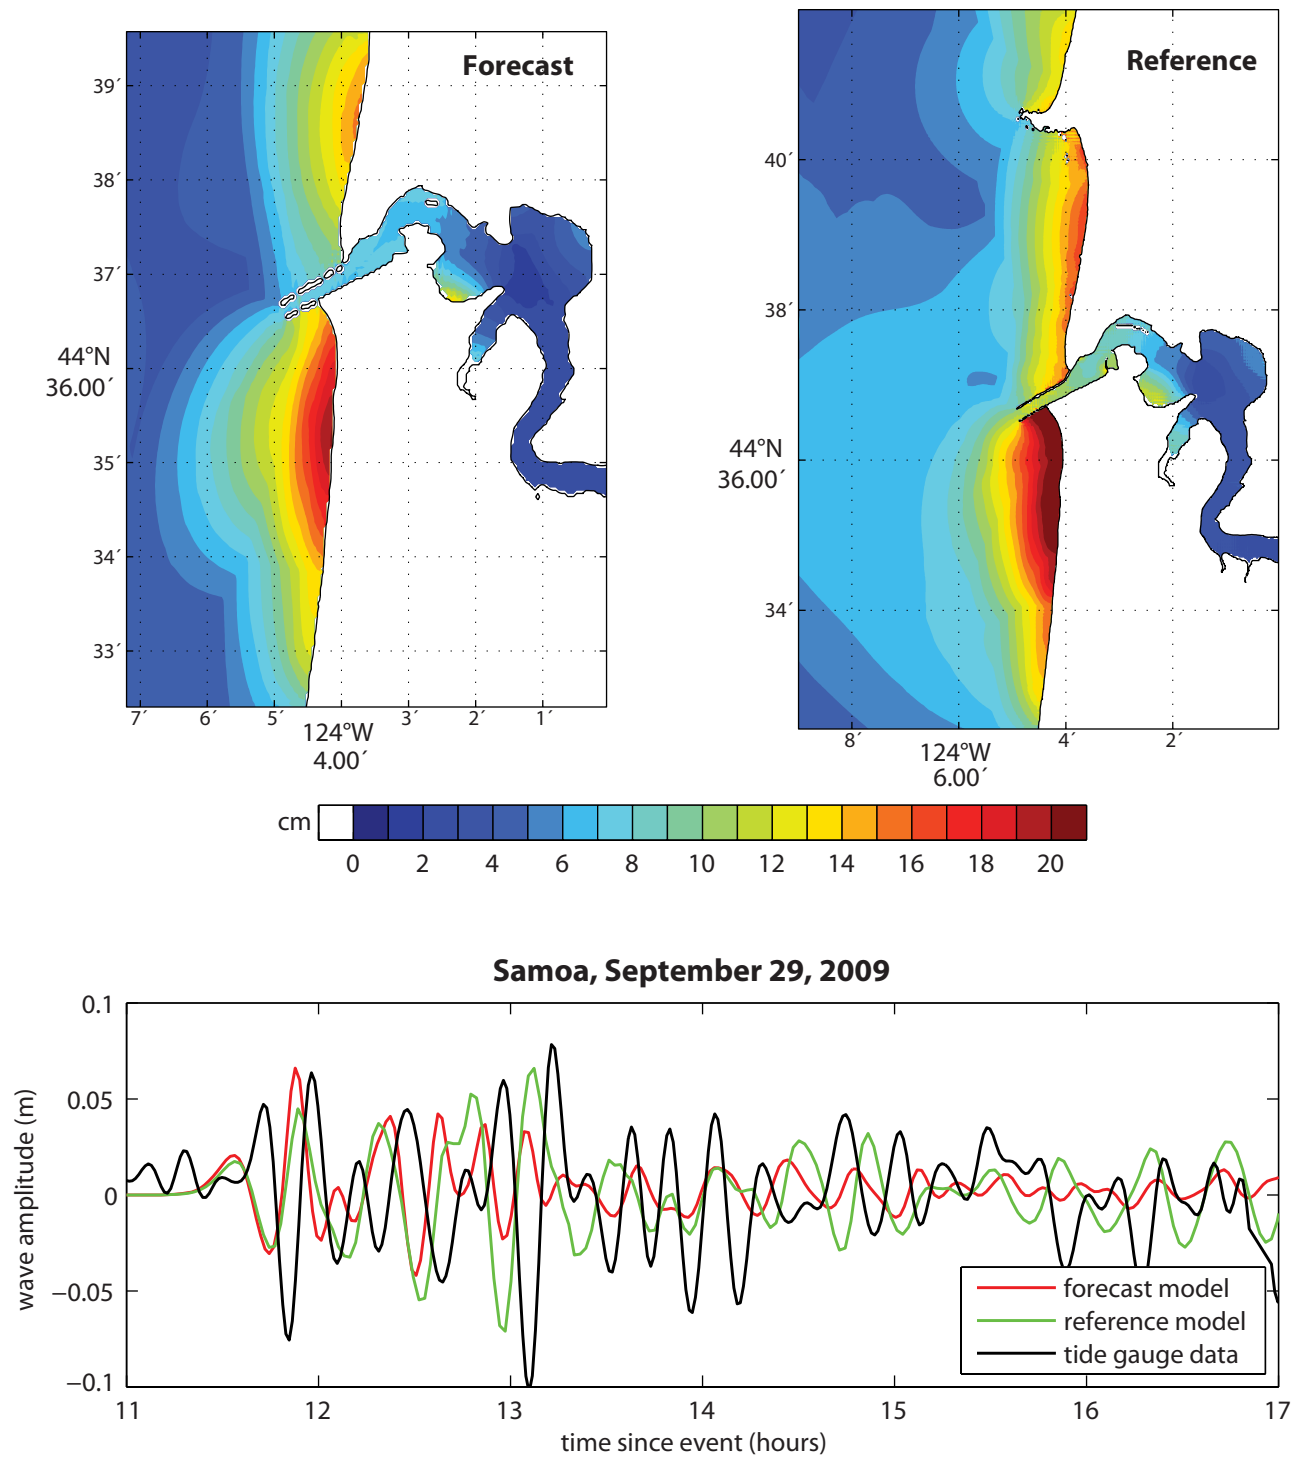 Forecast
39´
38´
37´
44°N
36.00´
35´
34´
33´
7´ 6´ 5´ 3´ 2´ 1´
124°W
4.00´
Reference
40´
38´
44°N
36.00´
34´
8´ 4´ 2´
124°W
6.00´
cm
0 2 4 6 8 10 12 14 16 18 20
Samoa, September 29, 2009
wave amplitude (m)
0.1
0.05
0
−0.05
−0.1
11 12 13 14 15 16 17
time since event (hours)
forecast model
reference model
tide gauge data